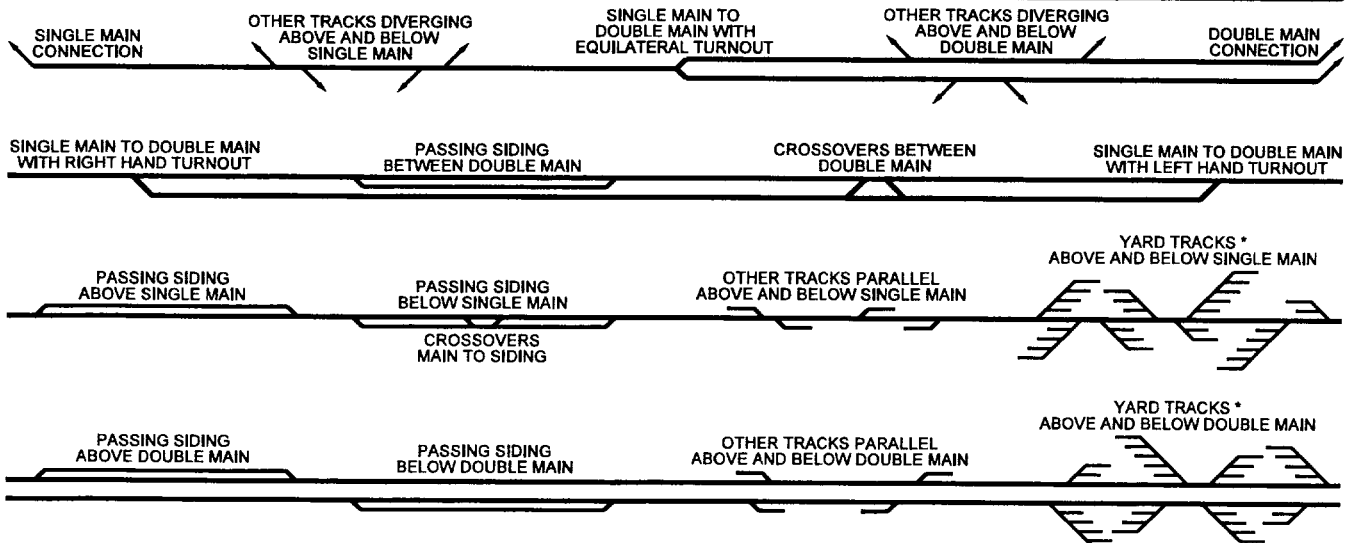 SINGLE MAIN
CONNECTION
OTHER TRACKS DIVERGING
ABOVE AND BELOW
SINGLE MAIN
SINGLE MAIN TO
DOUBLE MAIN WITH
EQUILATERAL TURNOUT
OTHER TRACKS DIVERGING
ABOVE AND BELOW
DOUBLE MAIN
DOUBLE MAIN
CONNECTION
SINGLE MAIN TO DOUBLE MAIN
WITH RIGHT HAND TURNOUT
PASSING SIDING
BETWEEN DOUBLE MAIN
CROSSOVERS BETWEEN
DOUBLE MAIN
SINGLE MAIN TO DOUBLE MAIN
WITH LEFT HAND TURNOUT
PASSING SIDING
ABOVE SINGLE MAIN
PASSING SIDING
BELOW SINGLE MAIN
CROSSOVERS
MAIN TO SIDING
OTHER TRACKS PARALLEL
ABOVE AND BELOW SINGLE MAIN
YARD TRACKS *
ABOVE AND BELOW SINGLE MAIN
PASSING SIDING
ABOVE DOUBLE MAIN
PASSING SIDING
BELOW DOUBLE MAIN
OTHER TRACKS PARALLEL
ABOVE AND BELOW DOUBLE MAIN
YARD TRACKS *
ABOVE AND BELOW DOUBLE MAIN